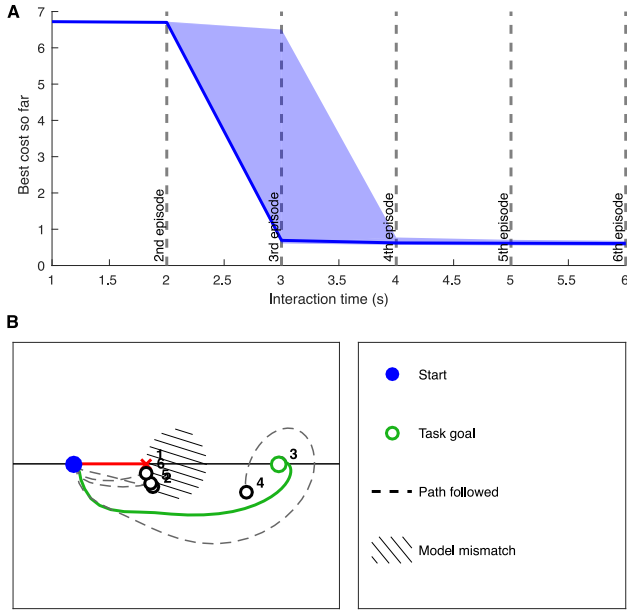 A
7
6
5
4
3
2
1
0
Best cost so far
2nd episode
3rd episode
4th episode
5th episode
6th episode
1 1.5 2 2.5 3 3.5 4 4.5 5 5.5 6
Interaction time (s)
B
1
6
5
2
3
4
Start
Task goal
Path followed
Model mismatch